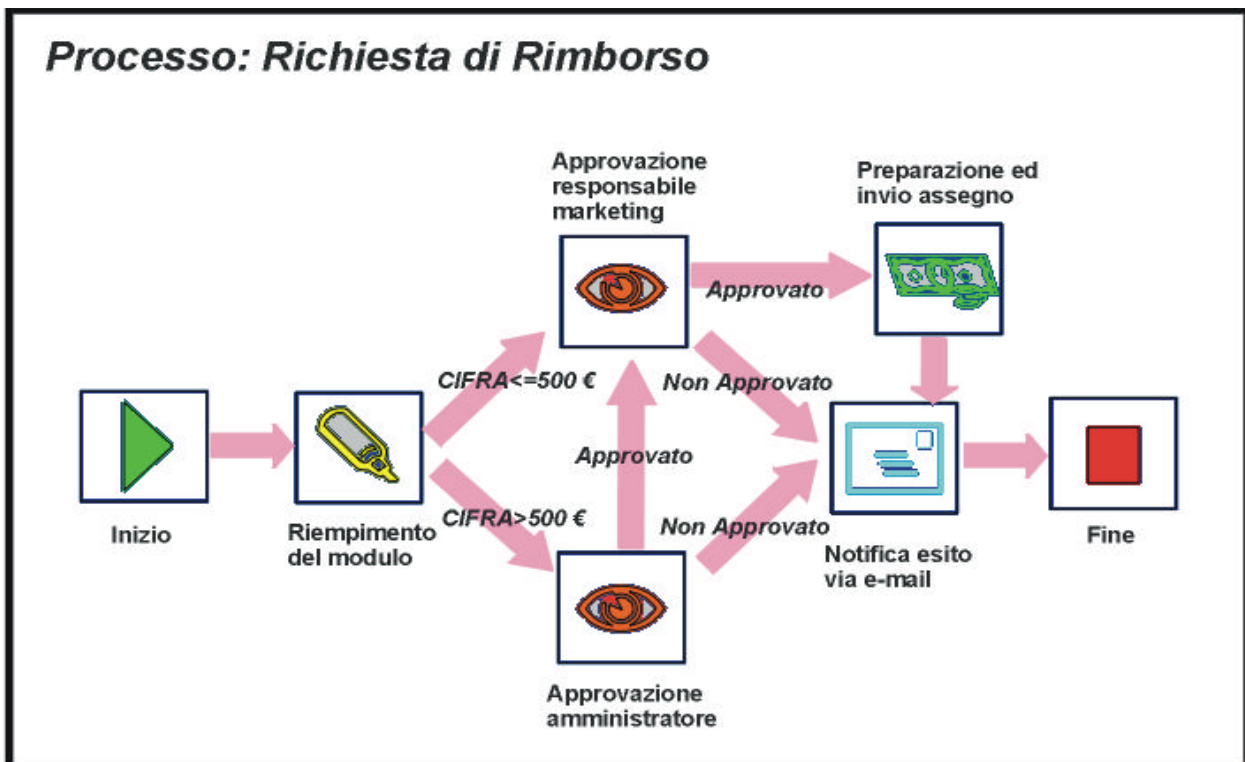 Processo: Richiesta di Rimborso
Approvazione
responsabile
marketing
Preparazione ed
invio assegno
Approvato
CIFRA<=500 €
Non Approvato
Approvato
CIFRA>500 €
Non Approvato
Inizio
Riempimento
del modulo
Notifica esito
via e-mail
Fine
Approvazione
amministratore